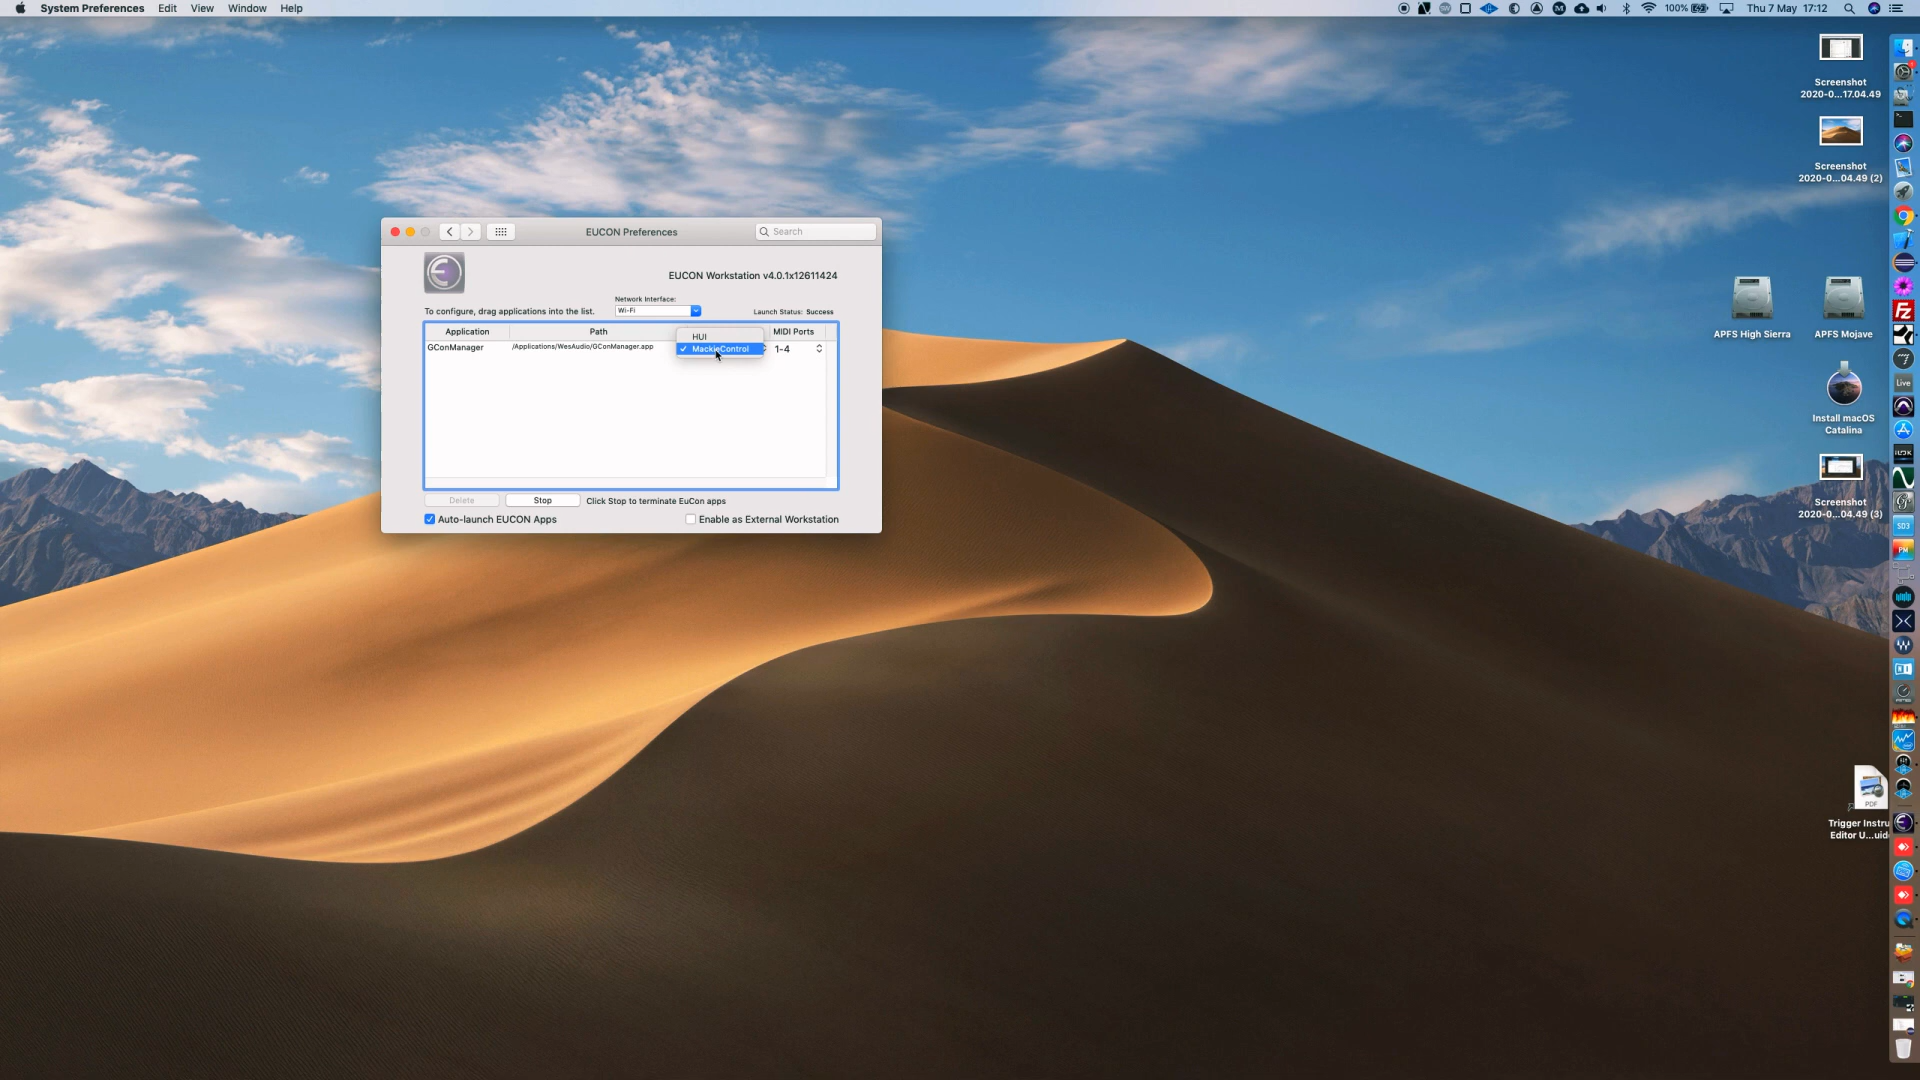 System Preferences Edit View Window Help
100% Thu 7 May 17:12
Screenshot
2020-0...17.04.49
Screenshot
2020-0...04.49 (2)
EUCON Preferences
Search
EUCON Workstation v4.0.1x12611424
Network Interface:
To configure, drag applications into the list.
Wi-Fi
Launch Status: Success
Application Path MIDI Ports
HUI
GConManager /Applications/WesAudio/GConManager.app MackieControl 1-4
Delete Stop Click Stop to terminate EuCon apps
Auto-launch EUCON Apps Enable as External Workstation
APFS High Sierra APFS Mojave
Install macOS
Catalina
Screenshot
2020-0...04.49 (3)
PDF
Trigger Instru
Editor U...uid
Live
SD3
PM